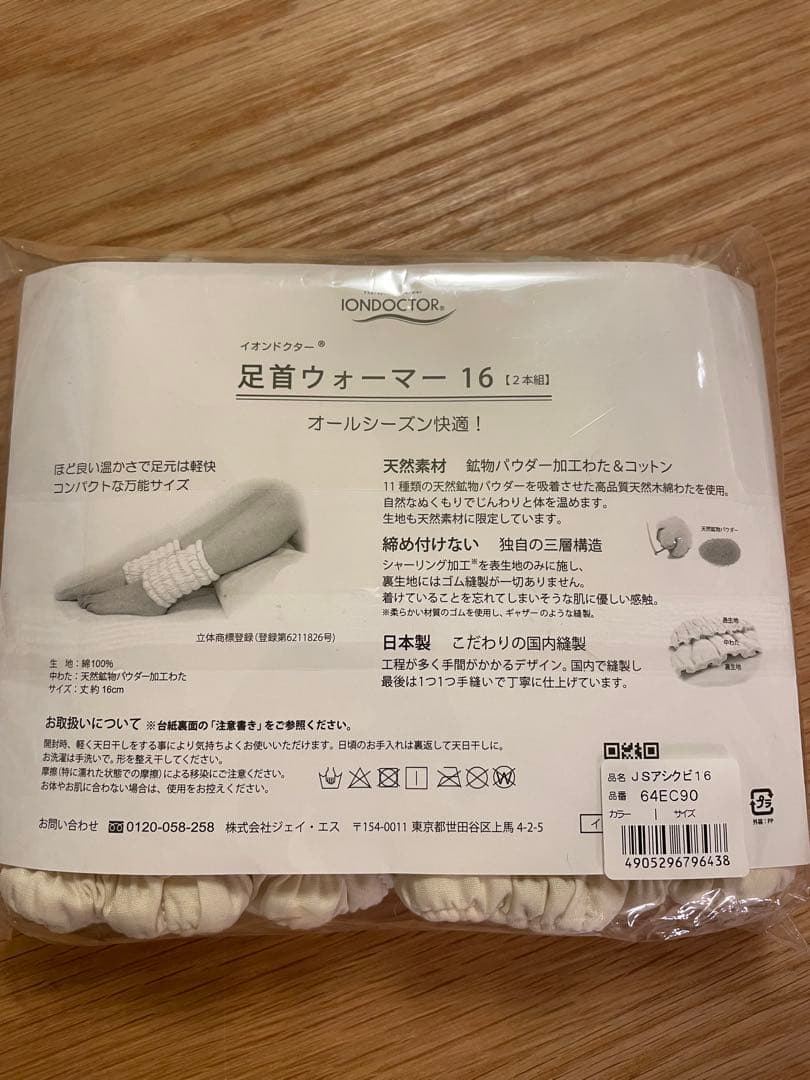 IONDOCTOR®
イオンドクター®
足首ウォーマー 16【2本組】
オールシーズン快適！
ほど良い温かさで足元は軽快
コンパクトな万能サイズ
立体商標登録（登録第6211826号）
生　地：綿100%
中わた：天然鉱物パウダー加工わた
サイズ：丈 約 16cm
天然素材　鉱物パウダー加工わた＆コットン
11 種類の天然鉱物パウダーを吸着させた高品質天然木綿わたを使用。
自然なぬくもりでじんわりと体を温めます。
生地も天然素材に限定しています。
天然鉱物パウダー
締め付けない　独自の三層構造
シャーリング加工※を表生地のみに施し、
裏生地にはゴム縫製が一切ありません。
着けていることを忘れてしまいそうな肌に優しい感触。
※柔らかい材質のゴムを使用し、ギャザーのような縫製。
日本製　こだわりの国内縫製
工程が多く手間がかかるデザイン。国内で縫製し
最後は1つ1つ手縫いで丁寧に仕上げています。
表生地
中わた
裏生地
お取扱いについて ※台紙裏面の「注意書き」をご参照ください。
開封時、軽く天日干しをする事により気持ちよくお使いいただけます。日頃のお手入れは裏返して天日干しに。
お洗濯は手洗いで。形を整え干してください。
摩擦（特に濡れた状態での摩擦）による移染にご注意ください。
お体やお肌に合わない場合は、使用をお控えください。
お問い合わせ　0120-058-258　株式会社ジェイ・エス　〒154-0011 東京都世田谷区上馬 4-2-5
イ
品名 JSアシクビ16
品番 64EC90
カラー　|　サイズ
4905296796438
プラ
外装：PP